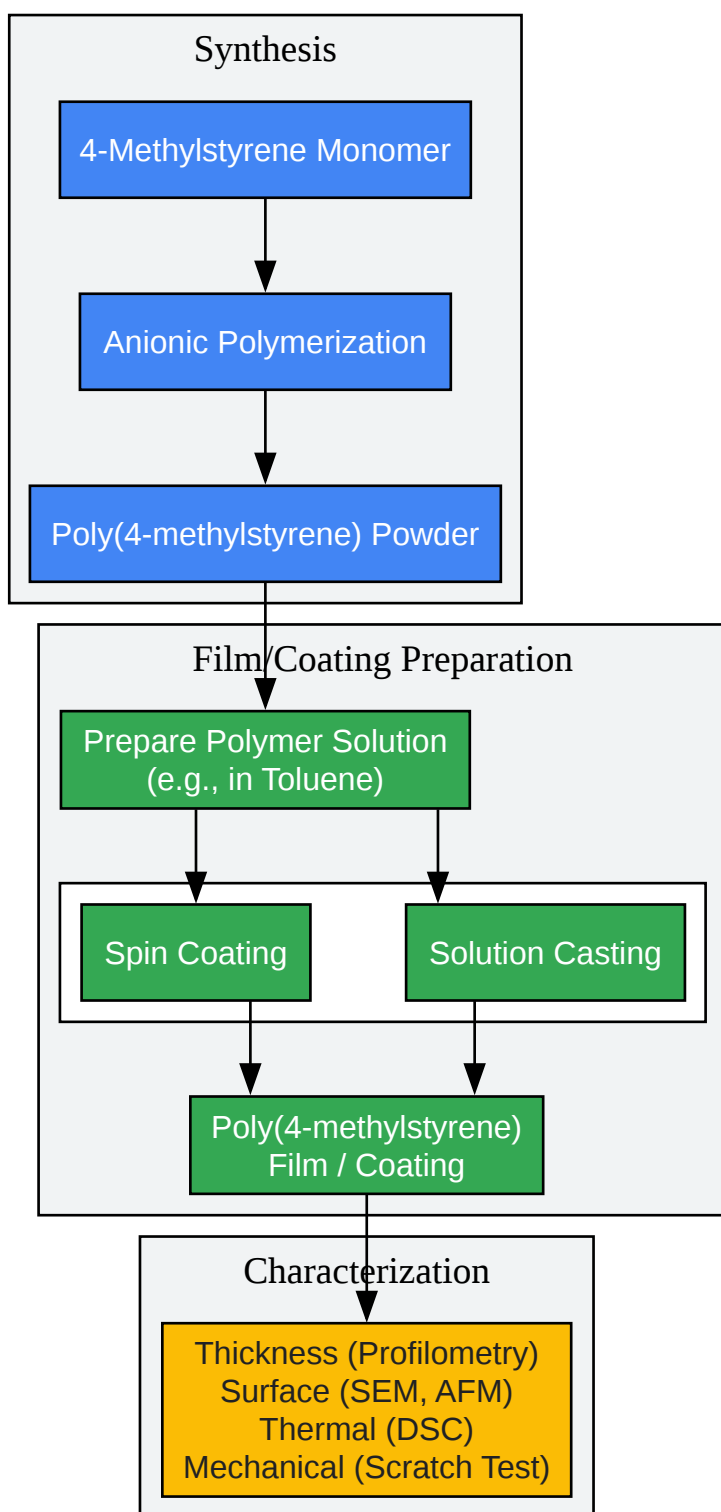 Synthesis
4-Methylstyrene Monomer
Anionic Polymerization
Poly(4-methylstyrene) Powder
Film/Coating Preparation
Prepare Polymer Solution
(e.g., in Toluene)
Spin Coating
Solution Casting
Poly(4-methylstyrene)
Film / Coating
Characterization
Thickness (Profilometry)
Surface (SEM, AFM)
Thermal (DSC)
Mechanical (Scratch Test)